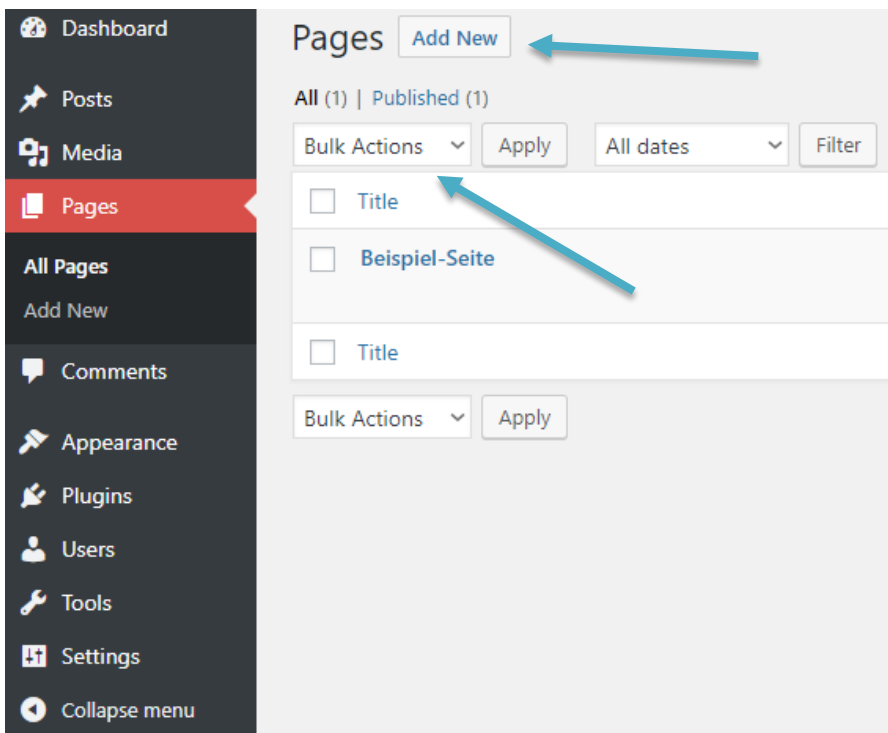 Dashboard
Posts
Media
Pages
All Pages
Add New
Comments
Appearance
Plugins
Users
Tools
Settings
Collapse menu
Pages Add New
All (1) | Published (1)
Bulk Actions Apply All dates Filter
Title
Beispiel-Seite
Title
Bulk Actions Apply